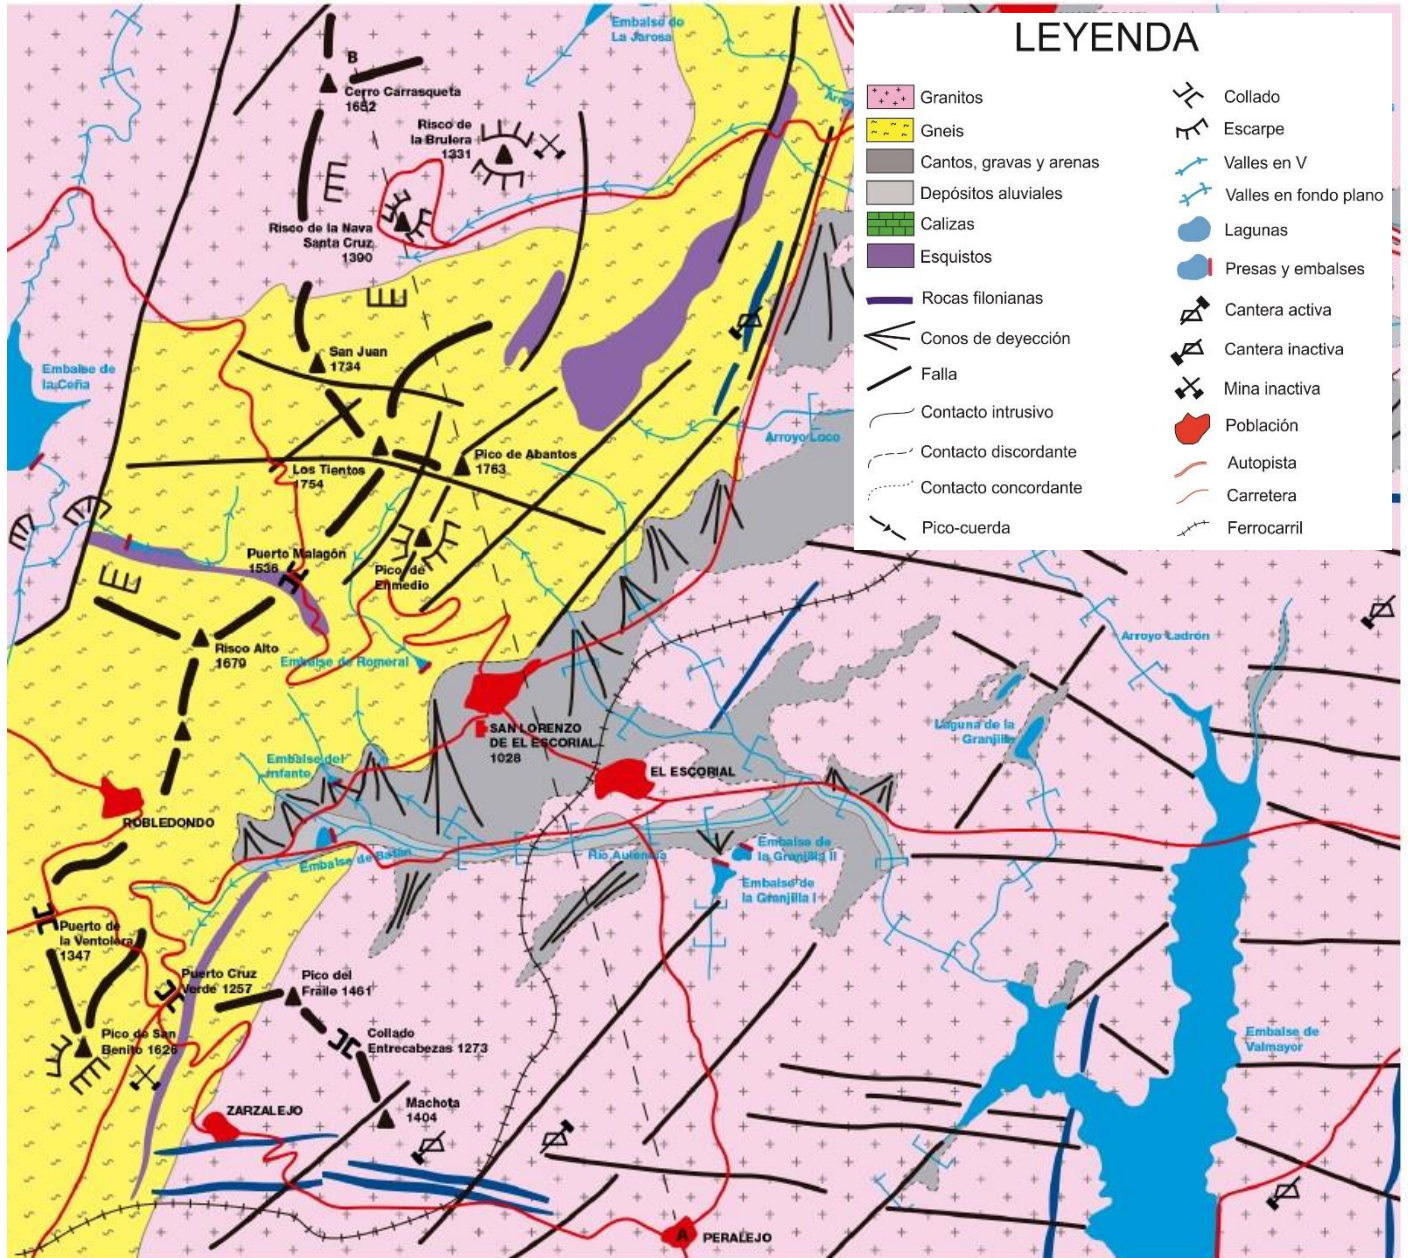 Embalse de
La Jarosa
B
Cerro Carrasqueta
1652
Risco de
la Brulera
1331
Risco de la Nava
Santa Cruz
1390
San Juan
1734
Embalse de
la Ceña
Los Tientos
1754
Pico de Abantos
1763
Arroyo Loco
Puerto Malagón
1536
Pico de
Enmedio
Risco Alto
1679
Embalse de Romeral
SAN LORENZO
DE EL ESCORIAL
1028
Embalse del
Infante
EL ESCORIAL
ROBLEDONDO
Embalse de Batán
Río Aulencia
Embalse de
la Granjilla II
Embalse de
la Granjilla I
Laguna de la
Granjilla
Arroyo Ladrón
Puerto de
la Ventolera
1347
Puerto Cruz
Verde 1257
Pico del
Fraile 1461
Pico de San
Benito 1626
Collado
Entrecabezas 1273
Machota
1404
ZARZALEJO
Embalse de
Valmayor
A
PERALEJO
LEYENDA
Granitos
Gneis
Cantos, gravas y arenas
Depósitos aluviales
Calizas
Esquistos
Rocas filonianas
Conos de deyección
Falla
Contacto intrusivo
Contacto discordante
Contacto concordante
Pico-cuerda
Collado
Escarpe
Valles en V
Valles en fondo plano
Lagunas
Presas y embalses
Cantera activa
Cantera inactiva
Mina inactiva
Población
Autopista
Carretera
Ferrocarril